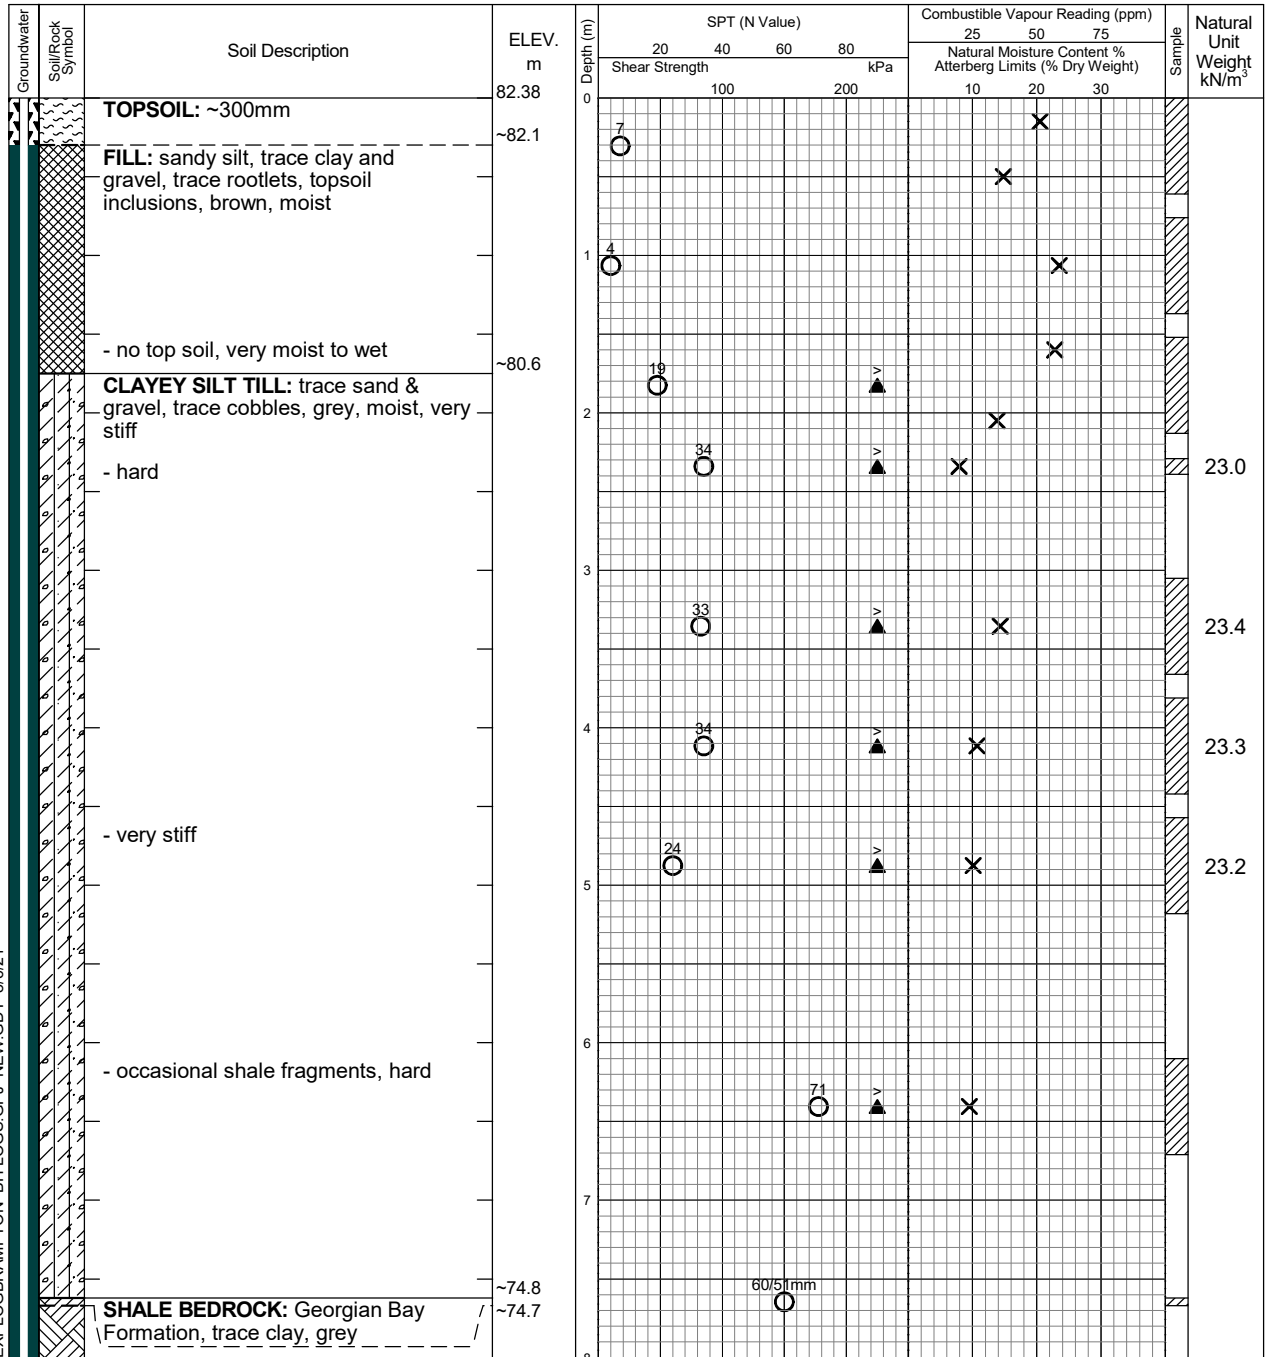 Groundwater
Soil/Rock
Symbol
Soil Description
ELEV.
m
Depth (m)
SPT (N Value)
20 40 60 80
Shear Strength kPa
100 200
Combustible Vapour Reading (ppm)
25 50 75
Natural Moisture Content %
Atterberg Limits (% Dry Weight)
10 20 30
Sample
Natural
Unit
Weight
kN/m³
82.38
0
TOPSOIL: ~300mm
~82.1
7
FILL: sandy silt, trace clay and
gravel, trace rootlets, topsoil
inclusions, brown, moist
4
1
- no top soil, very moist to wet
~80.6
19
>
CLAYEY SILT TILL: trace sand &
gravel, trace cobbles, grey, moist, very
stiff
2
34
>
- hard
23.0
3
33
>
23.4
4
34
>
23.3
- very stiff
24
>
23.2
5
6
- occasional shale fragments, hard
71
>
7
60/51mm
~74.8
SHALE BEDROCK: Georgian Bay
Formation, trace clay, grey
~74.7